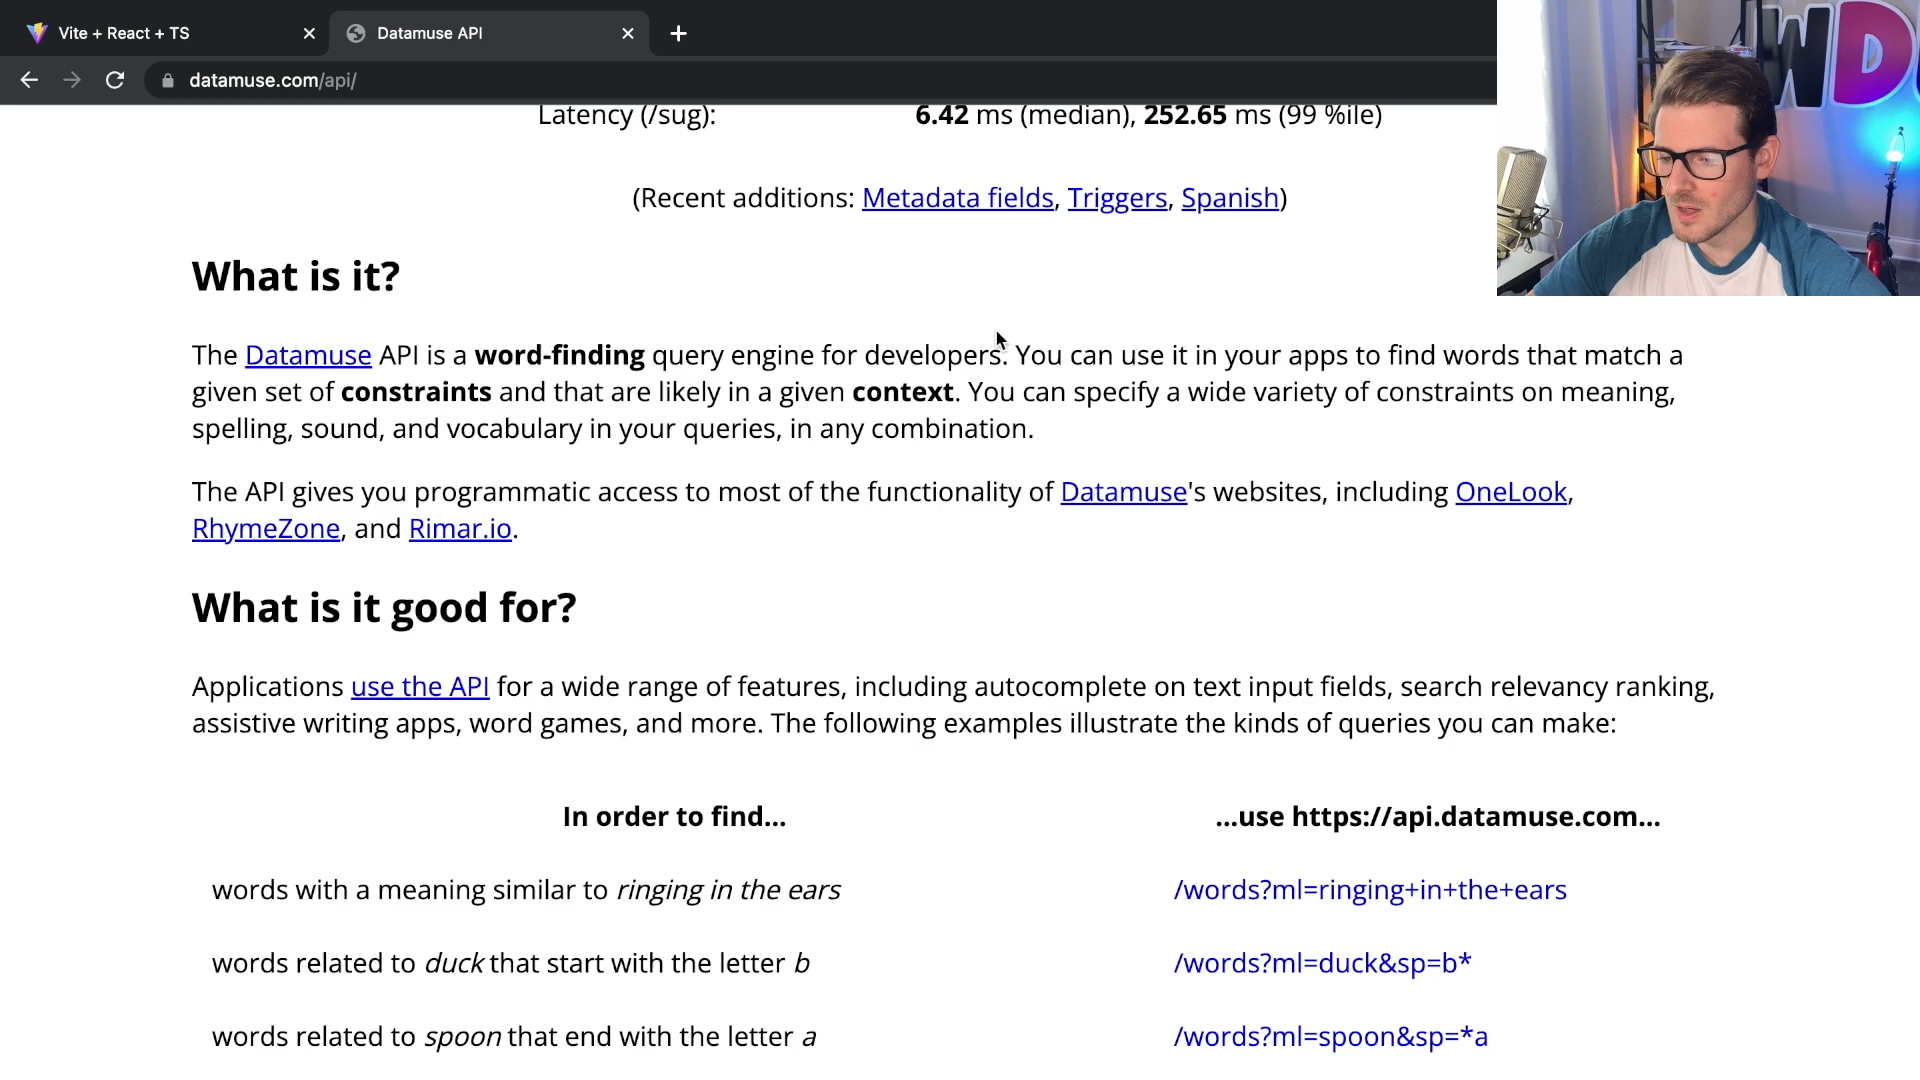 Vite + React + TS
Datamuse API
datamuse.com/api/
Latency (/sug): 6.42 ms (median), 252.65 ms (99 %ile)
(Recent additions: Metadata fields, Triggers, Spanish)
What is it?
The Datamuse API is a word-finding query engine for developers. You can use it in your apps to find words that match a
given set of constraints and that are likely in a given context. You can specify a wide variety of constraints on meaning,
spelling, sound, and vocabulary in your queries, in any combination.
The API gives you programmatic access to most of the functionality of Datamuse's websites, including OneLook,
RhymeZone, and Rimar.io.
What is it good for?
Applications use the API for a wide range of features, including autocomplete on text input fields, search relevancy ranking,
assistive writing apps, word games, and more. The following examples illustrate the kinds of queries you can make:
In order to find... ...use https://api.datamuse.com...
words with a meaning similar to ringing in the ears /words?ml=ringing+in+the+ears
words related to duck that start with the letter b /words?ml=duck&sp=b*
words related to spoon that end with the letter a /words?ml=spoon&sp=*a
WD